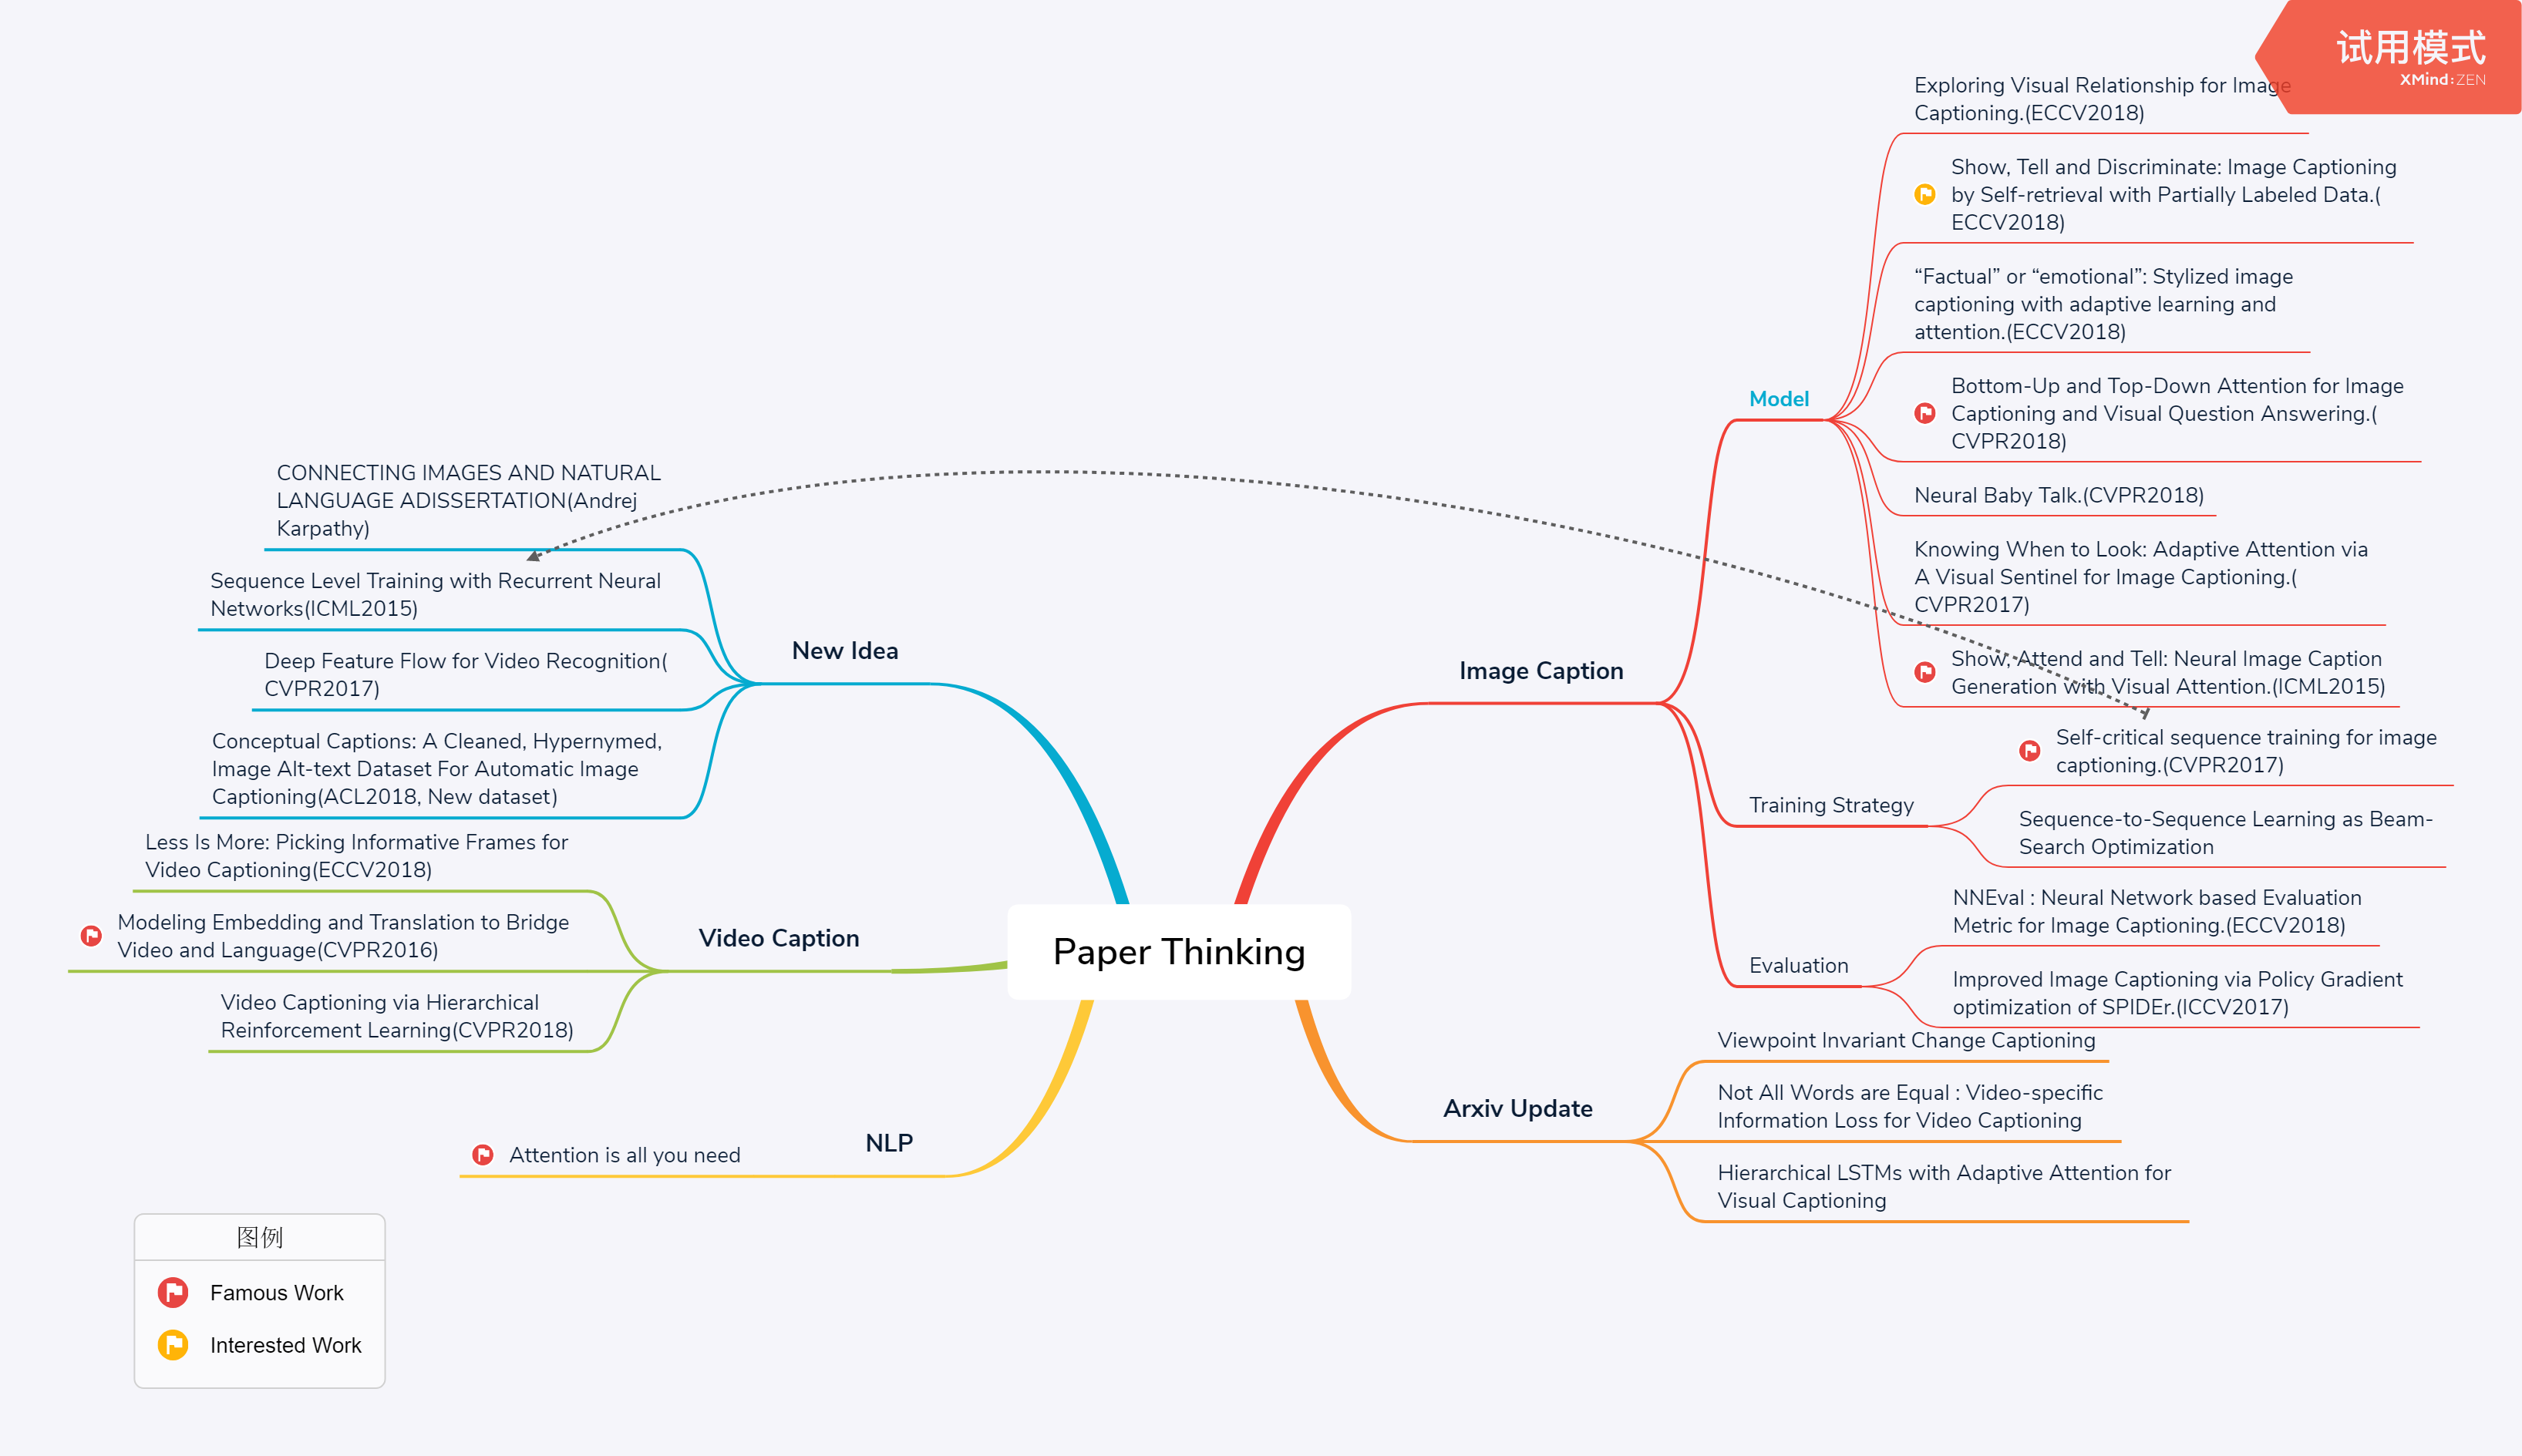 试用模式
XMind:ZEN
Paper Thinking
Image Caption
Model
Exploring Visual Relationship for Image
Captioning.(ECCV2018)
Show, Tell and Discriminate: Image Captioning
by Self-retrieval with Partially Labeled Data.(
ECCV2018)
“Factual” or “emotional”: Stylized image
captioning with adaptive learning and
attention.(ECCV2018)
Bottom-Up and Top-Down Attention for Image
Captioning and Visual Question Answering.(
CVPR2018)
Neural Baby Talk.(CVPR2018)
Knowing When to Look: Adaptive Attention via
A Visual Sentinel for Image Captioning.(
CVPR2017)
Show, Attend and Tell: Neural Image Caption
Generation with Visual Attention.(ICML2015)
Training Strategy
Self-critical sequence training for image
captioning.(CVPR2017)
Sequence-to-Sequence Learning as Beam-
Search Optimization
Evaluation
NNEval : Neural Network based Evaluation
Metric for Image Captioning.(ECCV2018)
Improved Image Captioning via Policy Gradient
optimization of SPIDEr.(ICCV2017)
Arxiv Update
Viewpoint Invariant Change Captioning
Not All Words are Equal : Video-specific
Information Loss for Video Captioning
Hierarchical LSTMs with Adaptive Attention for
Visual Captioning
New Idea
CONNECTING IMAGES AND NATURAL
LANGUAGE ADISSERTATION(Andrej
Karpathy)
Sequence Level Training with Recurrent Neural
Networks(ICML2015)
Deep Feature Flow for Video Recognition(
CVPR2017)
Conceptual Captions: A Cleaned, Hypernymed,
Image Alt-text Dataset For Automatic Image
Captioning(ACL2018, New dataset)
Video Caption
Less Is More: Picking Informative Frames for
Video Captioning(ECCV2018)
Modeling Embedding and Translation to Bridge
Video and Language(CVPR2016)
Video Captioning via Hierarchical
Reinforcement Learning(CVPR2018)
NLP
Attention is all you need
图例
Famous Work
Interested Work